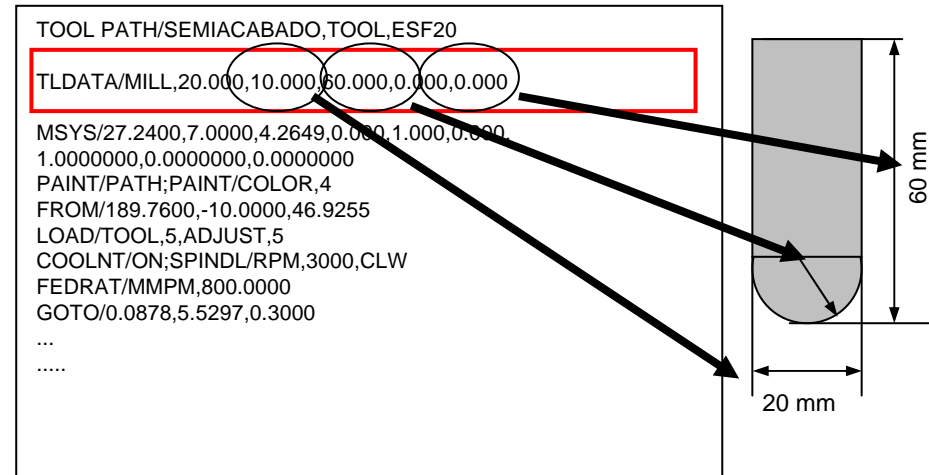 TOOL PATH/SEMIACABADO,TOOL,ESF20
TLDATA/MILL,20.000,10.000,60.000,0.000,0.000
MSYS/27.2400,7.0000,4.2649,0.000,1.000,0.000,
1.0000000,0.0000000,0.0000000
PAINT/PATH;PAINT/COLOR,4
FROM/189.7600,-10.0000,46.9255
LOAD/TOOL,5,ADJUST,5
COOLNT/ON;SPINDL/RPM,3000,CLW
FEDRAT/MMPM,800.0000
GOTO/0.0878,5.5297,0.3000
...
.....
60 mm
20 mm